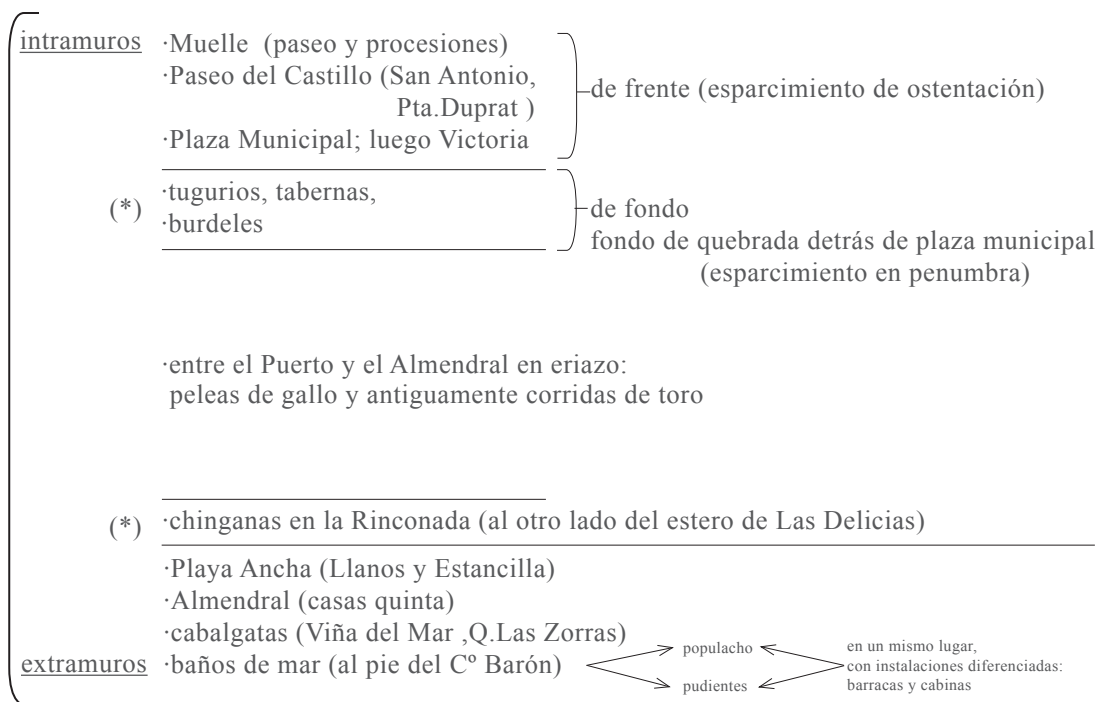 intramuros ·Muelle (paseo y procesiones)
·Paseo del Castillo (San Antonio,
Pta.Duprat )
·Plaza Municipal; luego Victoria
de frente (esparcimiento de ostentación)
(*) ·tugurios, tabernas,
·burdeles
de fondo
fondo de quebrada detrás de plaza municipal
(esparcimiento en penumbra)
·entre el Puerto y el Almendral en eriazo:
peleas de gallo y antiguamente corridas de toro
(*) ·chinganas en la Rinconada (al otro lado del estero de Las Delicias)
·Playa Ancha (Llanos y Estancilla)
·Almendral (casas quinta)
·cabalgatas (Viña del Mar ,Q.Las Zorras)
extramuros ·baños de mar (al pie del Cº Barón)
populacho
pudientes
en un mismo lugar,
con instalaciones diferenciadas:
barracas y cabinas